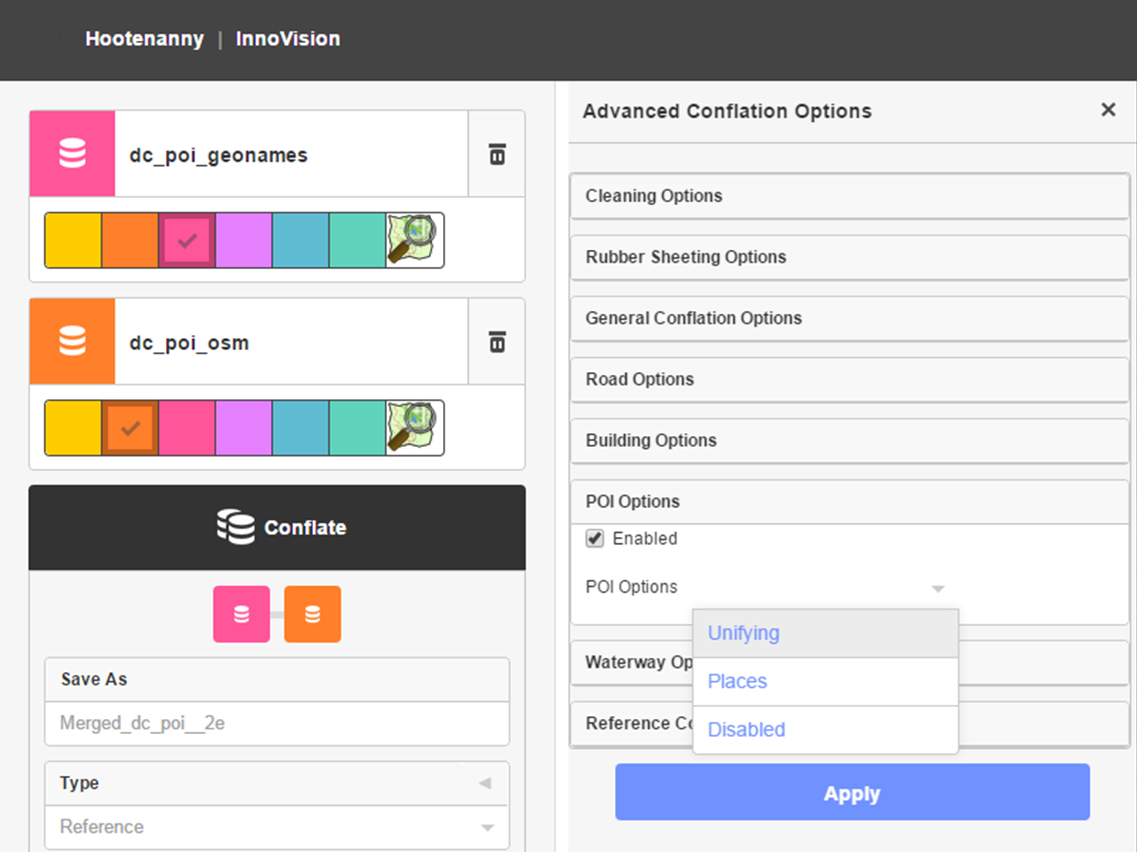 Hootenanny | InnoVision
dc_poi_geonames
dc_poi_osm
Conflate
Save As
Merged_dc_poi__2e
Type
Reference
Advanced Conflation Options
Cleaning Options
Rubber Sheeting Options
General Conflation Options
Road Options
Building Options
POI Options
Enabled
POI Options
Unifying
Waterway Op
Places
Reference Co
Disabled
Apply